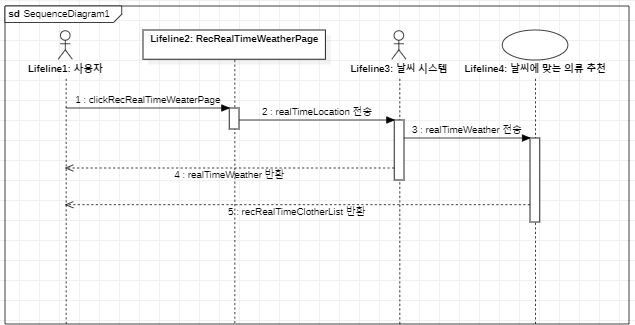 sd SequenceDiagram1
Lifeline2: RecRealTimeWeatherPage
Lifeline1: 사용자
Lifeline3: 날씨 시스템
Lifeline4: 날씨에 맞는 의류 추천
1 : clickRecRealTimeWeaterPage
2 : realTimeLocation 전송
3 : realTimeWeather 전송
4 : realTimeWeather 반환
5 : recRealTimeClotherList 반환